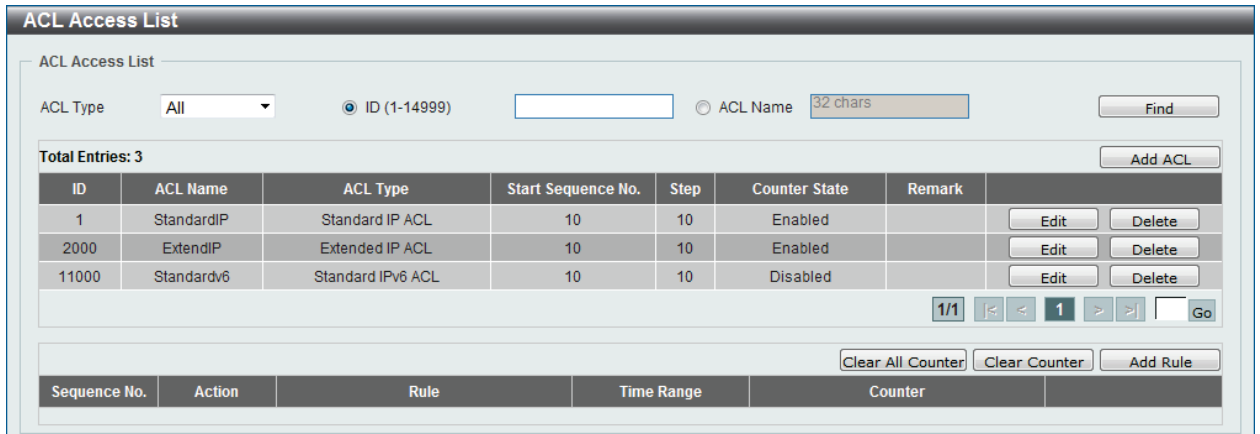 ACL Access List
ACL Access List
ACL Type All ID (1-14999) ACL Name 32 chars Find
Total Entries: 3 Add ACL
ID ACL Name ACL Type Start Sequence No. Step Counter State Remark
1 StandardIP Standard IP ACL 10 10 Enabled Edit Delete
2000 ExtendIP Extended IP ACL 10 10 Enabled Edit Delete
11000 Standardv6 Standard IPv6 ACL 10 10 Disabled Edit Delete
1/1 |< < 1 > >| Go
Clear All Counter Clear Counter Add Rule
Sequence No. Action Rule Time Range Counter